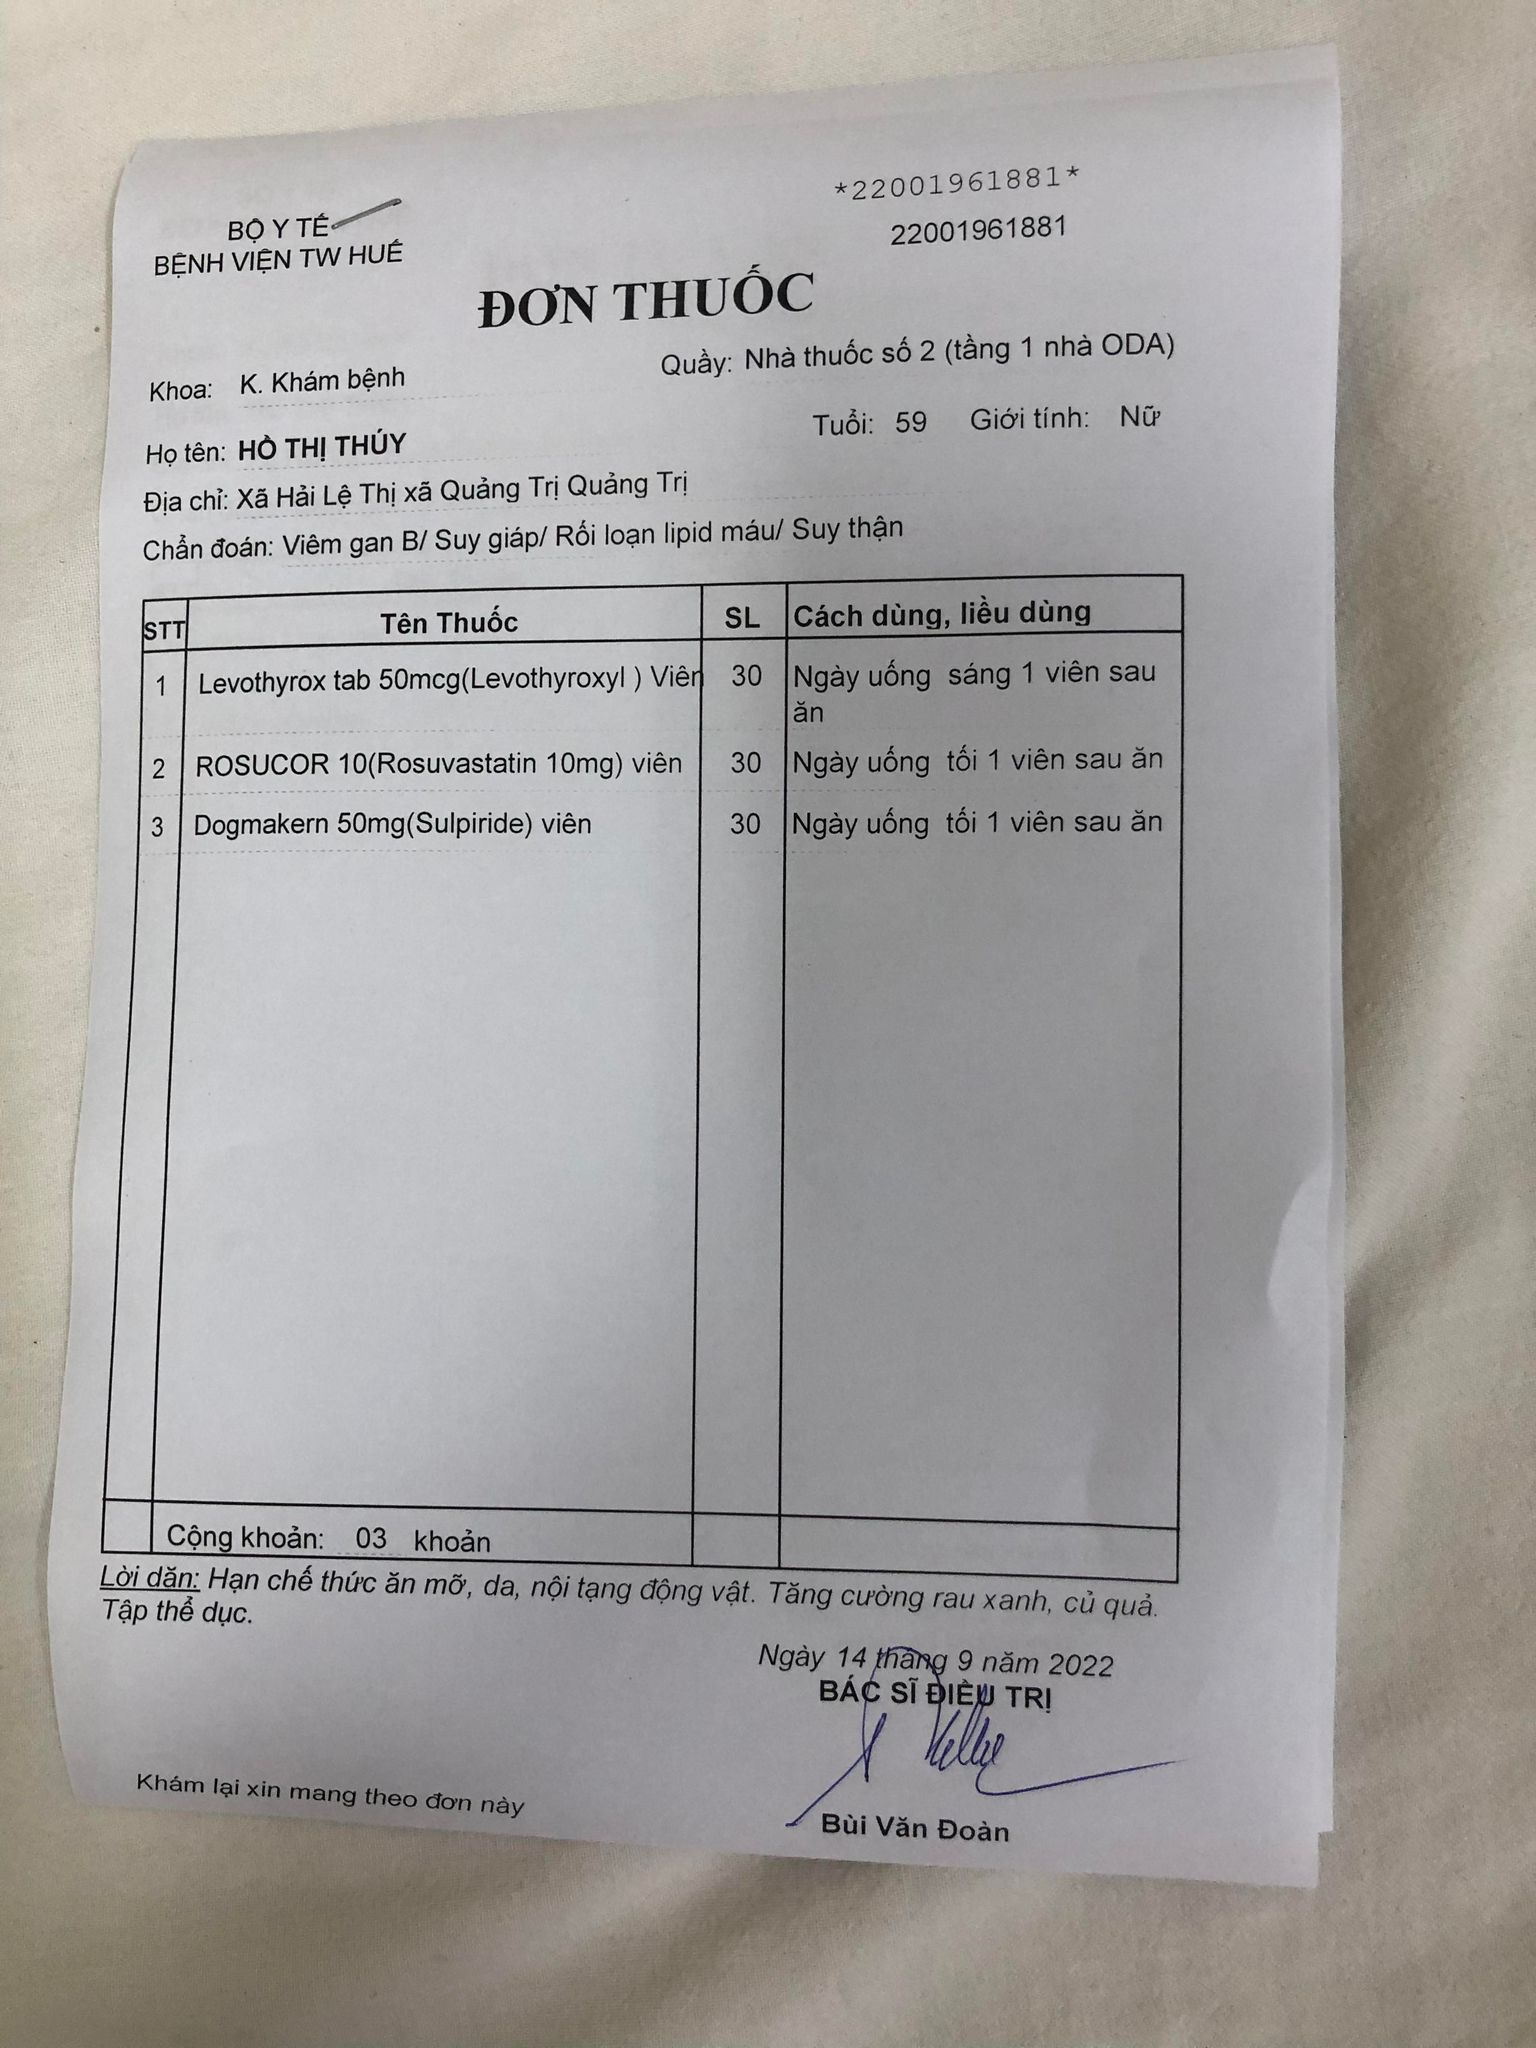 *22001961881*
BỘ Y TẾ
22001961881
BỆNH VIỆN TW HUẾ
ĐƠN THUỐC
Quầy: Nhà thuốc số 2 (tầng 1 nhà ODA)
Khoa: K. Khám bệnh
Tuổi: 59 Giới tính: Nữ
Họ tên: HỒ THỊ THÚY
Địa chỉ: Xã Hải Lệ Thị xã Quảng Trị Quảng Trị
Chẩn đoán: Viêm gan B/ Suy giáp/ Rối loạn lipid máu/ Suy thận
STT Tên Thuốc SL Cách dùng, liều dùng
1 Levothyrox tab 50mcg(Levothyroxyl ) Viên 30 Ngày uống sáng 1 viên sau
ăn
2 ROSUCOR 10(Rosuvastatin 10mg) viên 30 Ngày uống tối 1 viên sau ăn
3 Dogmakern 50mg(Sulpiride) viên 30 Ngày uống tối 1 viên sau ăn
Cộng khoản: 03 khoản
Lời dặn: Hạn chế thức ăn mỡ, da, nội tạng động vật. Tăng cường rau xanh, củ quả.
Tập thể dục.
Ngày 14 tháng 9 năm 2022
BÁC SĨ ĐIỀU TRỊ
Khám lại xin mang theo đơn này
Bùi Văn Đoàn